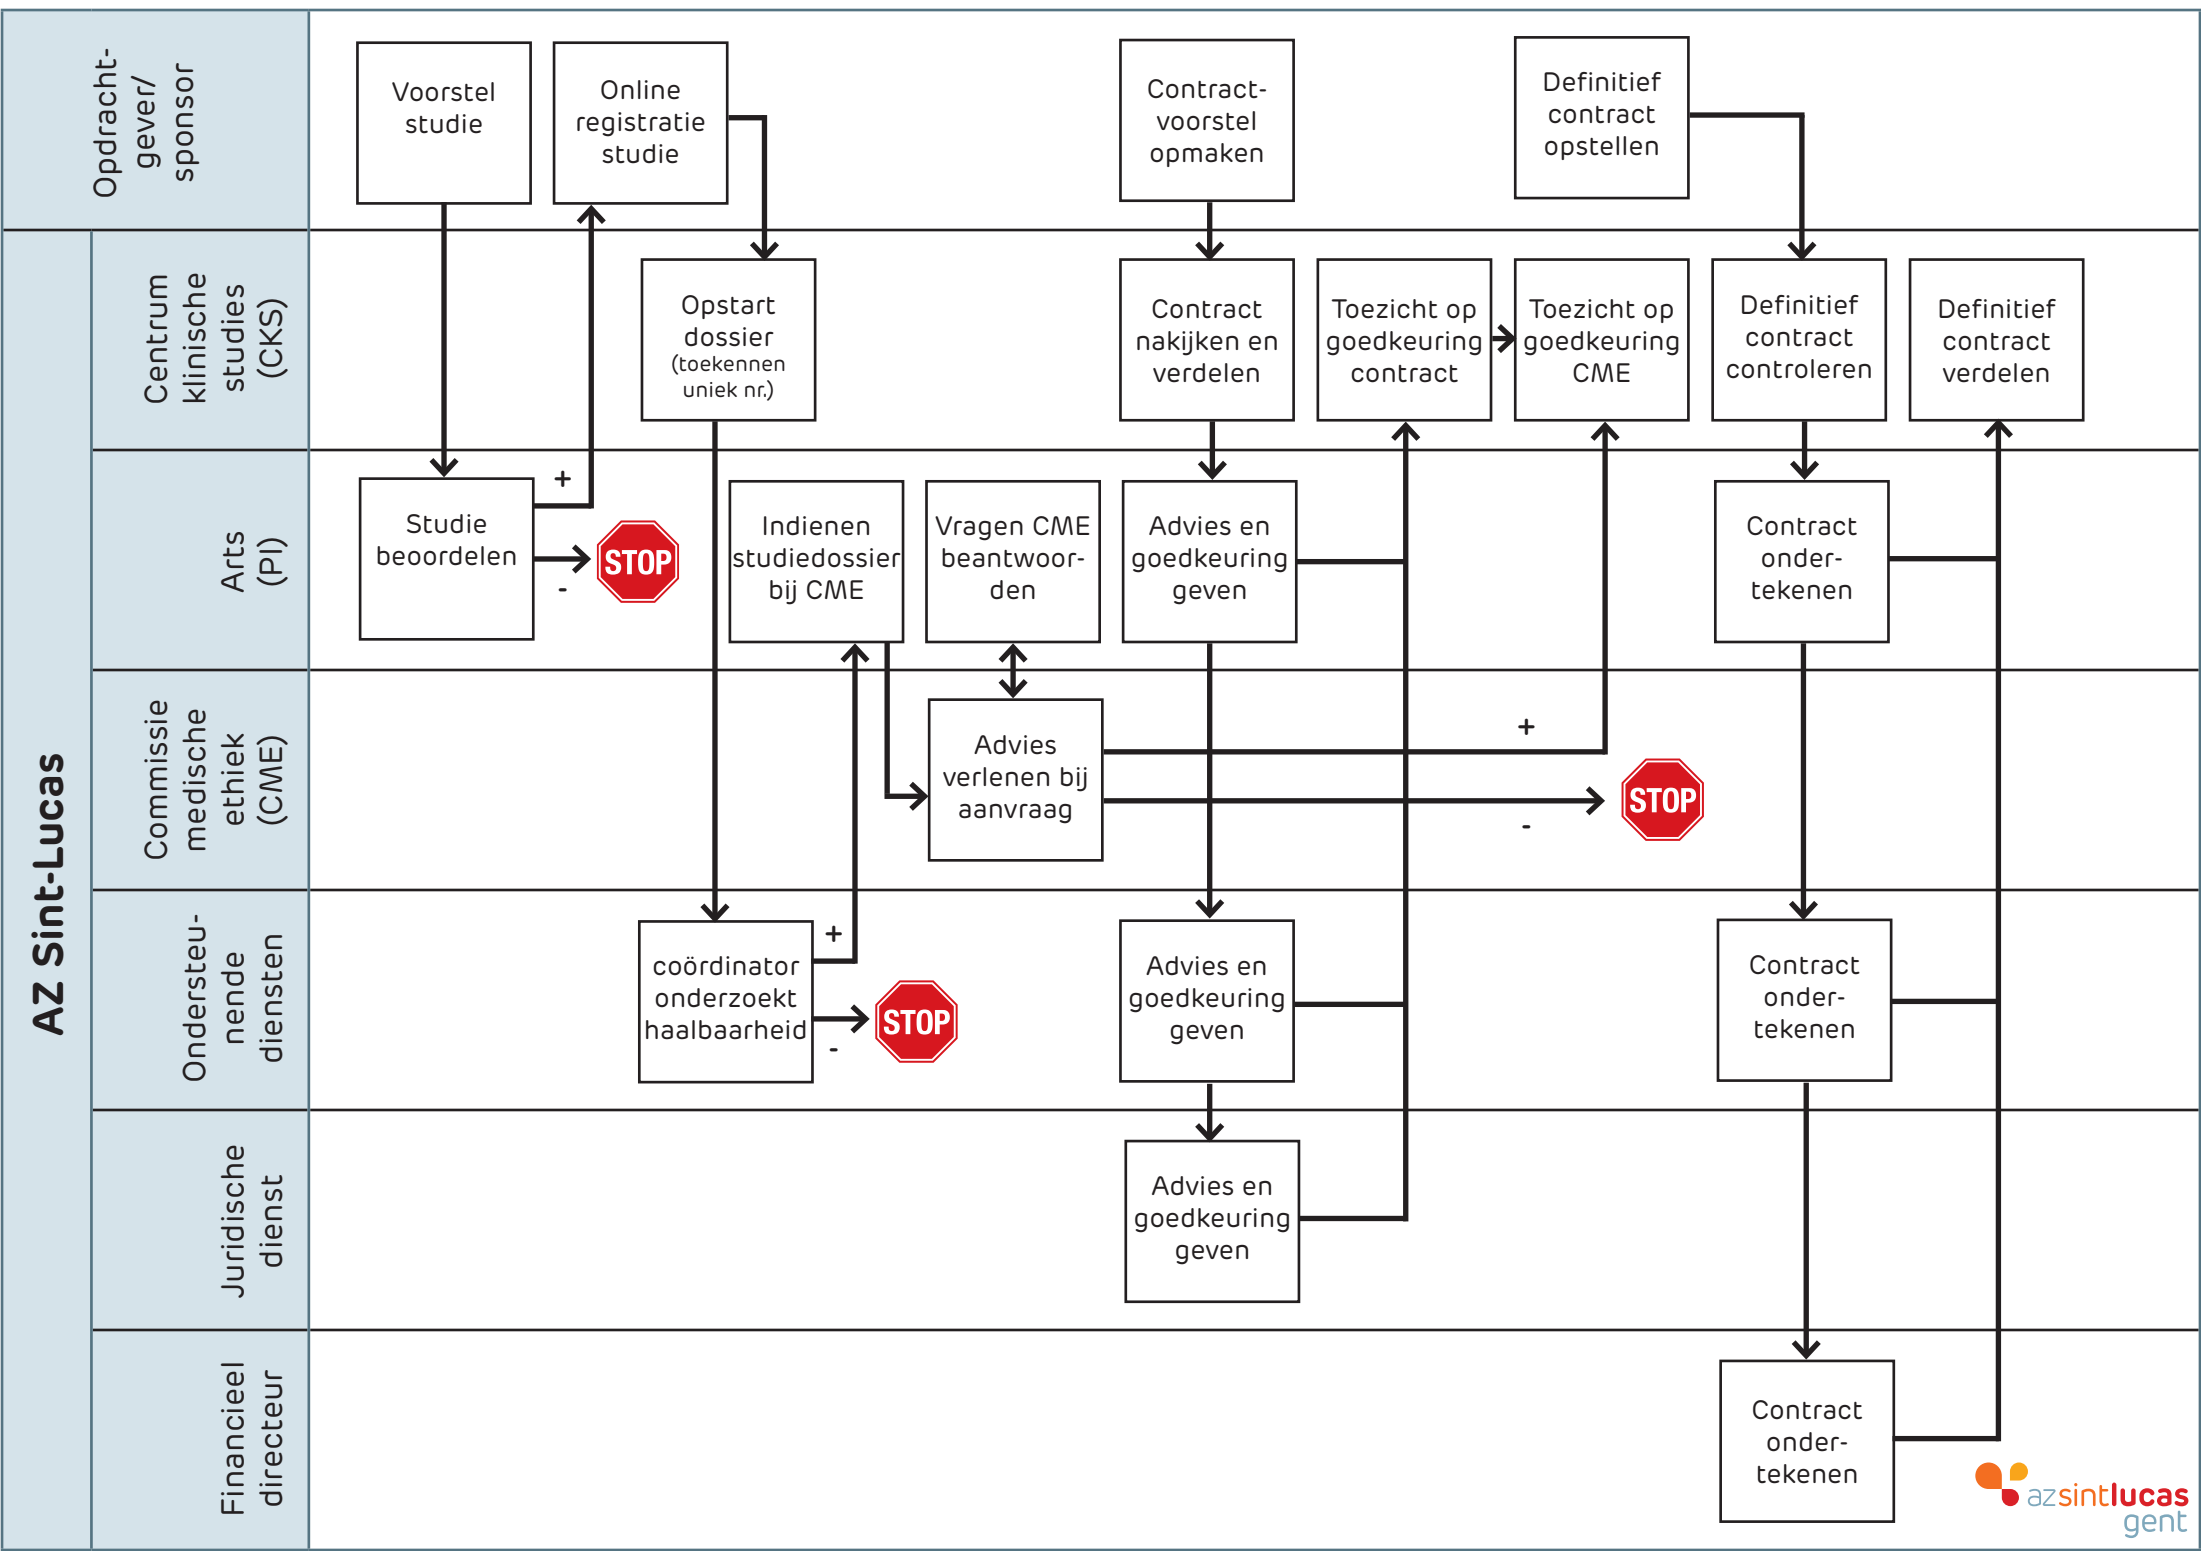 Opdracht-
gever/
sponsor
Voorstel
studie
Online
registratie
studie
Contract-
voorstel
opmaken
Definitief
contract
opstellen
AZ Sint-Lucas
Centrum
klinische
studies
(CKS)
Opstart
dossier
(toekennen
uniek nr.)
Contract
nakijken en
verdelen
Toezicht op
goedkeuring
contract
Toezicht op
goedkeuring
CME
Definitief
contract
controleren
Definitief
contract
verdelen
Arts
(PI)
Studie
beoordelen
+
-
STOP
Indienen
studiedossier
bij CME
Vragen CME
beantwoor-
den
Advies en
goedkeuring
geven
Contract
onder-
tekenen
Commissie
medische
ethiek
(CME)
Advies
verlenen bij
aanvraag
+
-
STOP
Ondersteu-
nende
diensten
coördinator
onderzoekt
haalbaarheid
+
-
STOP
Advies en
goedkeuring
geven
Contract
onder-
tekenen
Juridische
dienst
Advies en
goedkeuring
geven
Financieel
directeur
Contract
onder-
tekenen
azsintlucas
gent